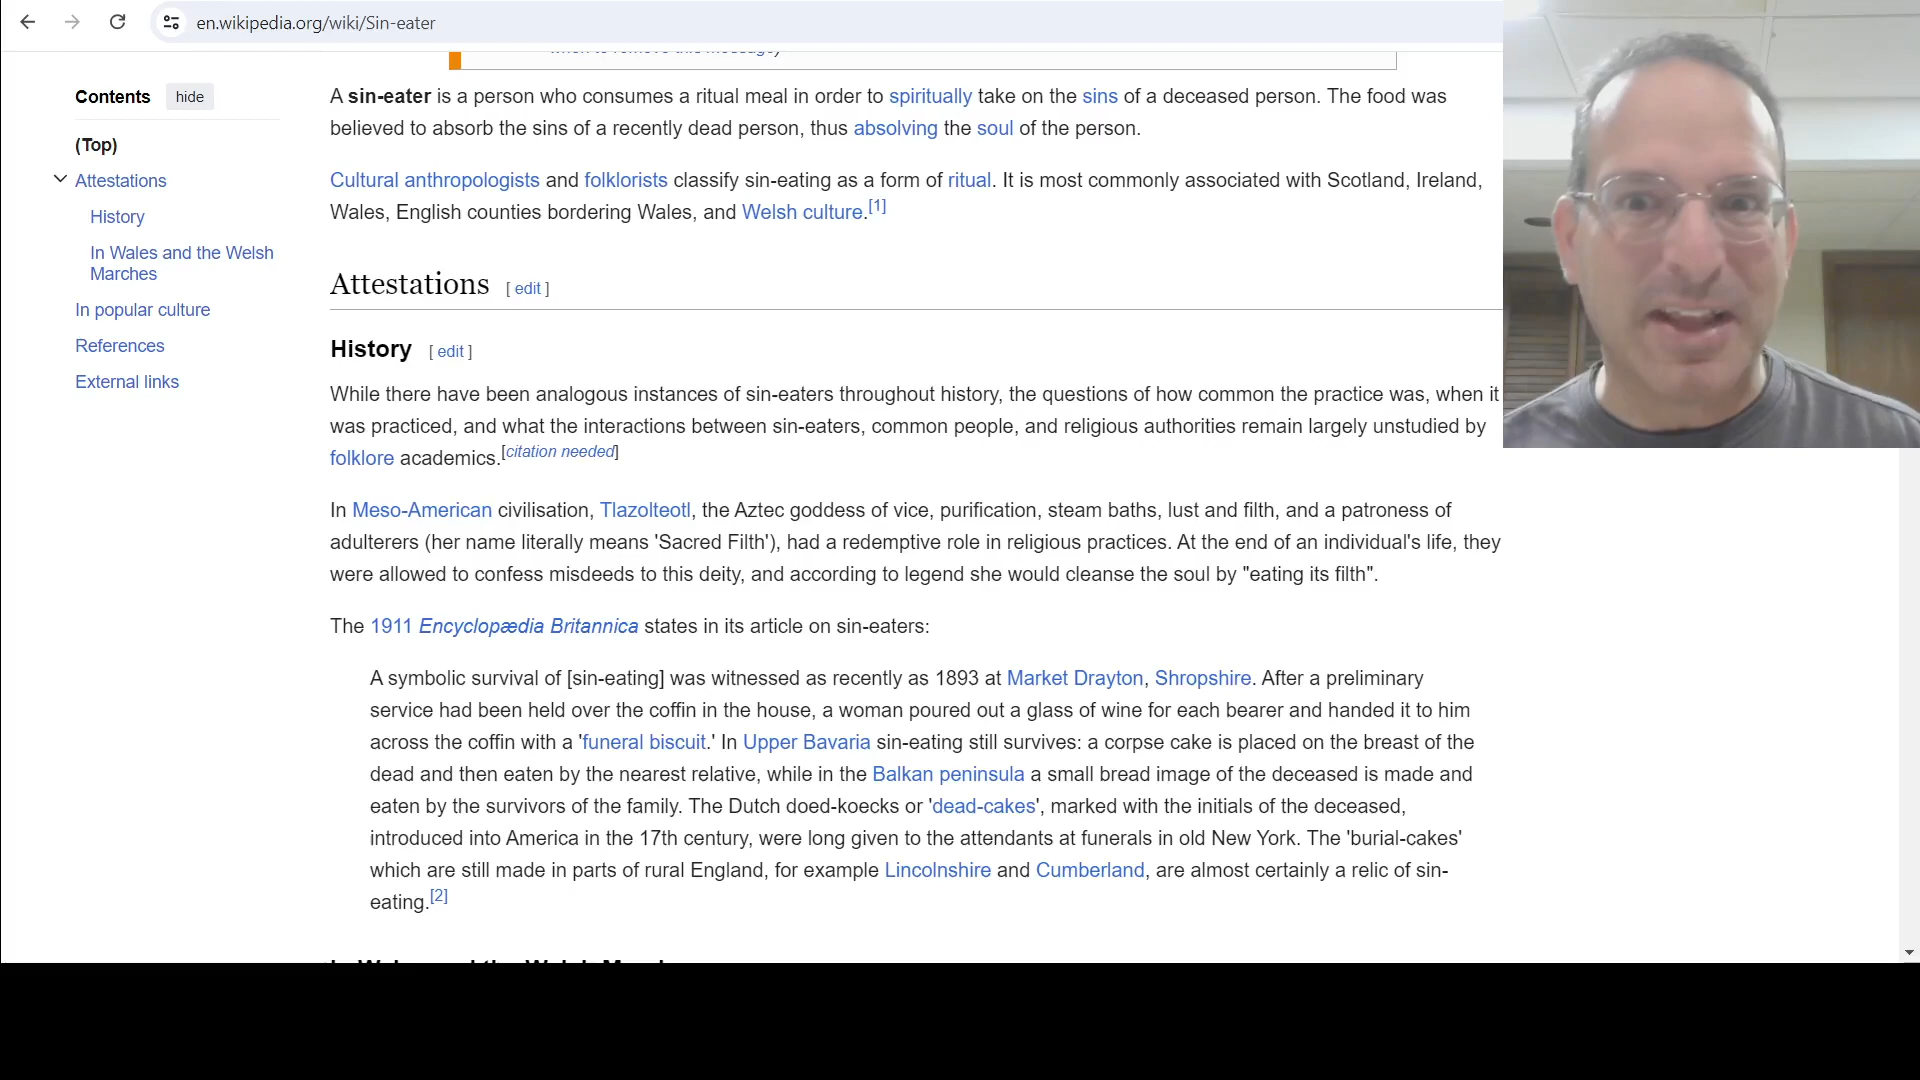 en.wikipedia.org/wiki/Sin-eater
when to remove this message)
Contents hide
(Top)
Attestations
History
In Wales and the Welsh
Marches
In popular culture
References
External links
A sin-eater is a person who consumes a ritual meal in order to spiritually take on the sins of a deceased person. The food was
believed to absorb the sins of a recently dead person, thus absolving the soul of the person.
Cultural anthropologists and folklorists classify sin-eating as a form of ritual. It is most commonly associated with Scotland, Ireland,
Wales, English counties bordering Wales, and Welsh culture.[1]
Attestations [ edit ]
History [ edit ]
While there have been analogous instances of sin-eaters throughout history, the questions of how common the practice was, when it
was practiced, and what the interactions between sin-eaters, common people, and religious authorities remain largely unstudied by
folklore academics.[citation needed]
In Meso-American civilisation, Tlazolteotl, the Aztec goddess of vice, purification, steam baths, lust and filth, and a patroness of
adulterers (her name literally means 'Sacred Filth'), had a redemptive role in religious practices. At the end of an individual's life, they
were allowed to confess misdeeds to this deity, and according to legend she would cleanse the soul by "eating its filth".
The 1911 Encyclopædia Britannica states in its article on sin-eaters:
A symbolic survival of [sin-eating] was witnessed as recently as 1893 at Market Drayton, Shropshire. After a preliminary
service had been held over the coffin in the house, a woman poured out a glass of wine for each bearer and handed it to him
across the coffin with a 'funeral biscuit.' In Upper Bavaria sin-eating still survives: a corpse cake is placed on the breast of the
dead and then eaten by the nearest relative, while in the Balkan peninsula a small bread image of the deceased is made and
eaten by the survivors of the family. The Dutch doed-koecks or 'dead-cakes', marked with the initials of the deceased,
introduced into America in the 17th century, were long given to the attendants at funerals in old New York. The 'burial-cakes'
which are still made in parts of rural England, for example Lincolnshire and Cumberland, are almost certainly a relic of sin-
eating.[2]
In Wales and the Welsh Marches